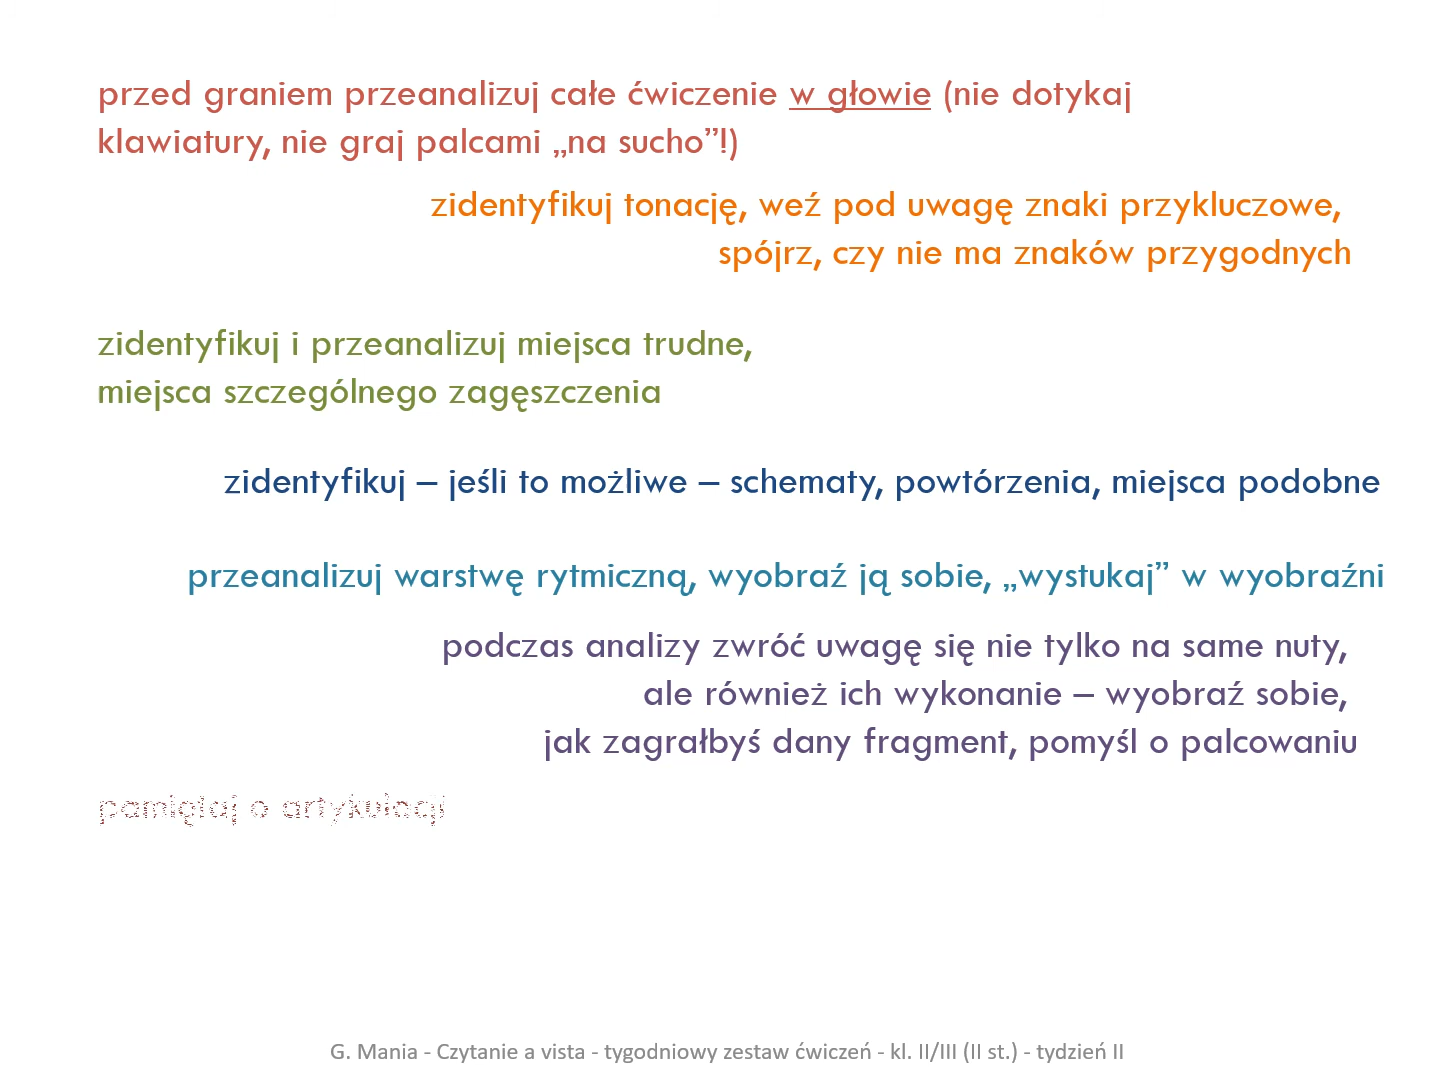 przed graniem przeanalizuj całe ćwiczenie w głowie (nie dotykaj
klawiatury, nie graj palcami „na sucho”!)
zidentyfikuj tonację, weź pod uwagę znaki przykluczowe,
spójrz, czy nie ma znaków przygodnych
zidentyfikuj i przeanalizuj miejsca trudne,
miejsca szczególnego zagęszczenia
zidentyfikuj – jeśli to możliwe – schematy, powtórzenia, miejsca podobne
przeanalizuj warstwę rytmiczną, wyobraź ją sobie, „wystukaj” w wyobraźni
podczas analizy zwróć uwagę się nie tylko na same nuty,
ale również ich wykonanie – wyobraź sobie,
jak zagrałbyś dany fragment, pomyśl o palcowaniu
pamiętaj o artykulacji
G. Mania - Czytanie a vista - tygodniowy zestaw ćwiczeń - kl. II/III (II st.) - tydzień II